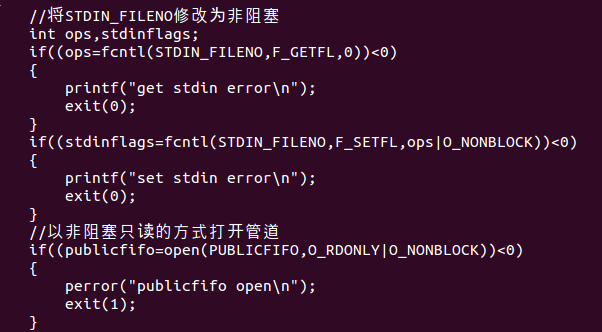 //将STDIN_FILENO修改为非阻塞
int ops,stdinflags;
if((ops=fcntl(STDIN_FILENO,F_GETFL,0))<0)
{
    printf("get stdin error\n");
    exit(0);
}
if((stdinflags=fcntl(STDIN_FILENO,F_SETFL,ops|O_NONBLOCK))<0)
{
    printf("set stdin error\n");
    exit(0);
}
//以非阻塞只读的方式打开管道
if((publicfifo=open(PUBLICFIFO,O_RDONLY|O_NONBLOCK))<0)
{
    perror("publicfifo open\n");
    exit(1);
}